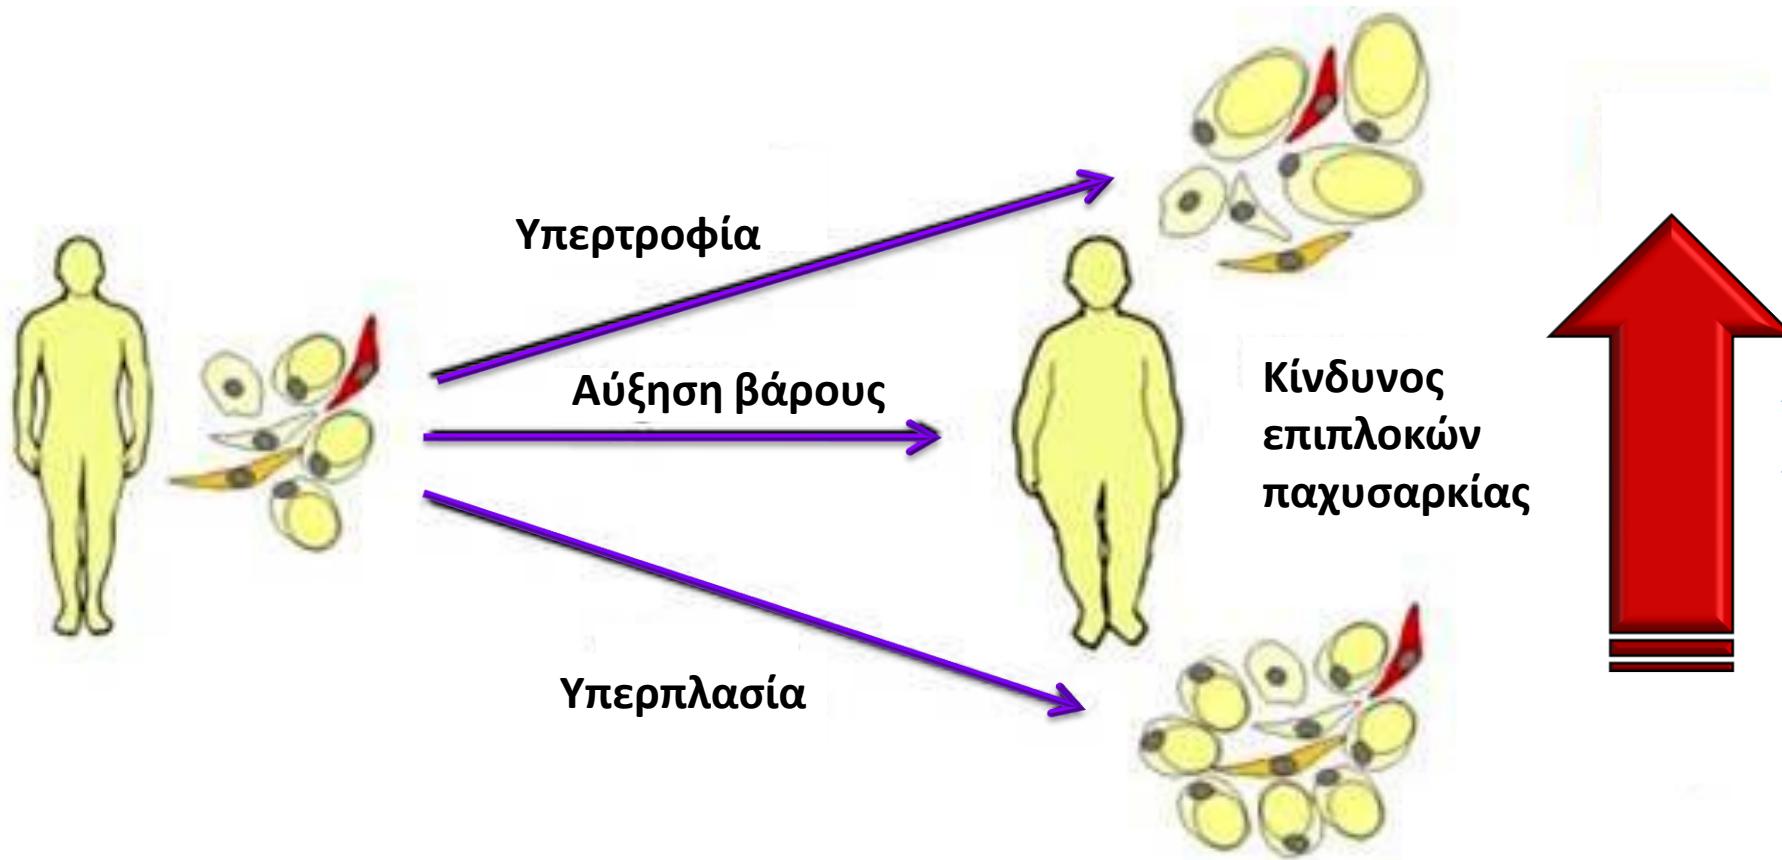 Υπερτροφία
Αύξηση βάρους
Κίνδυνος
επιπλοκών
παχυσαρκίας
Υπερπλασία